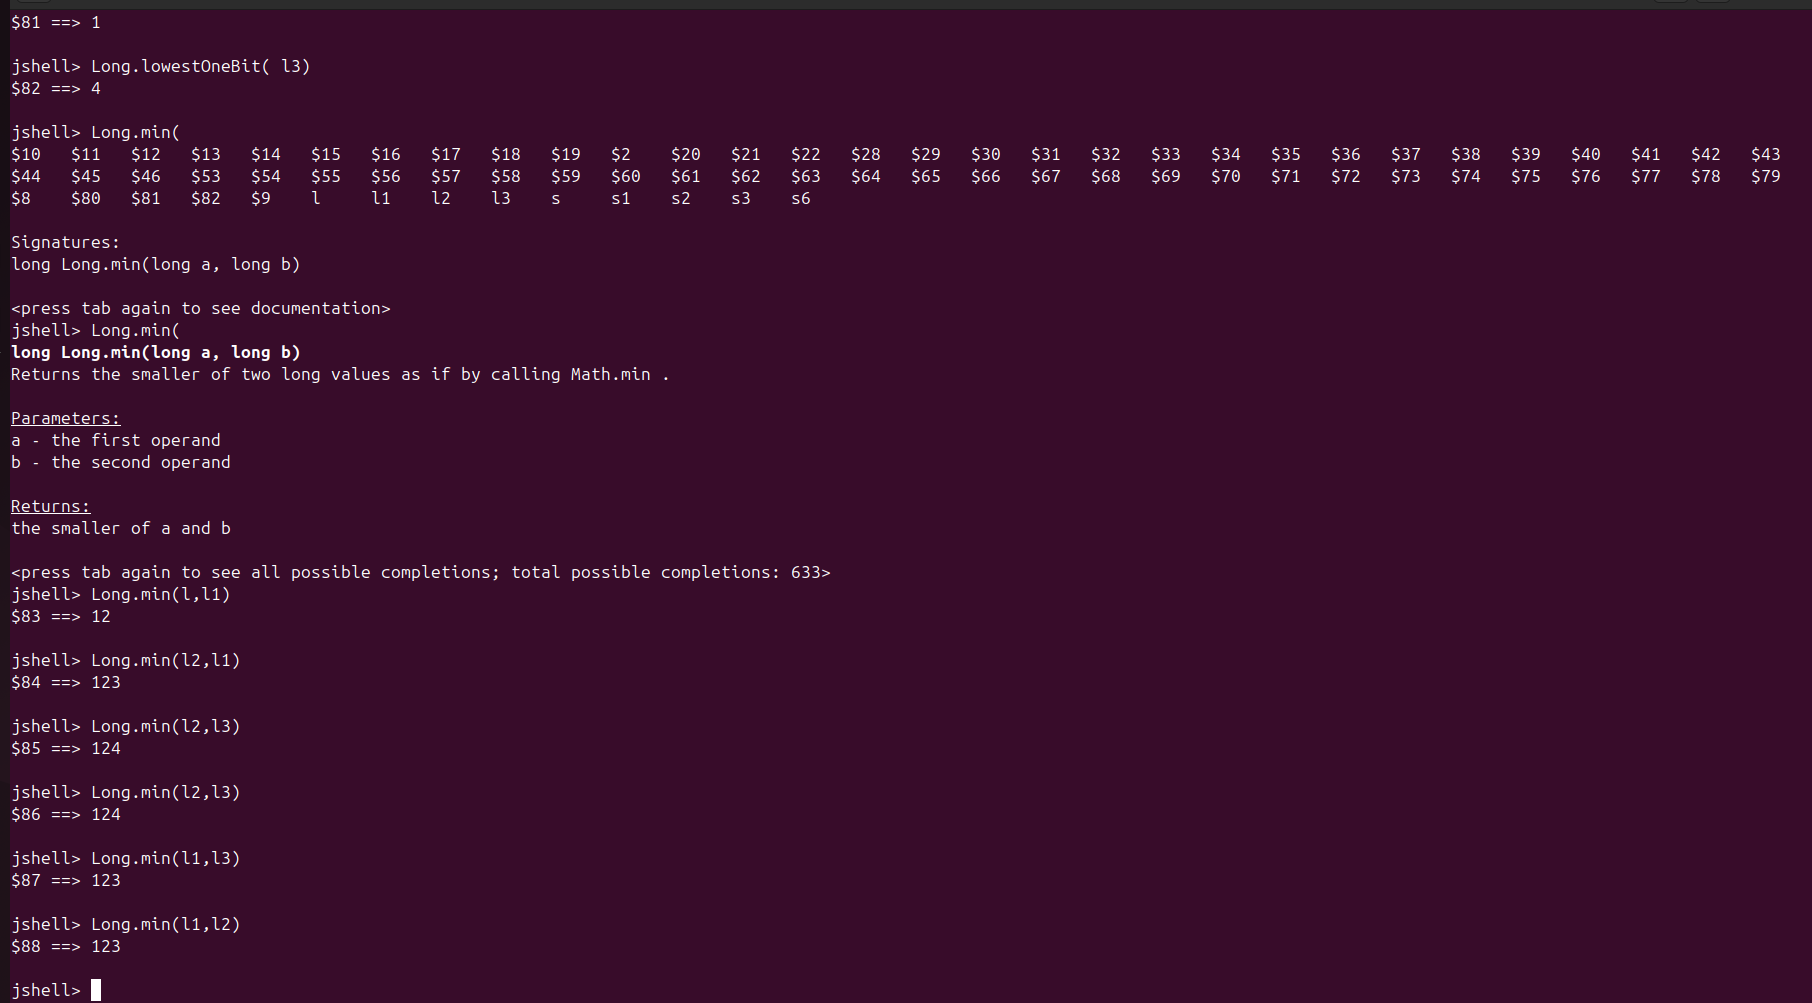 $81 ==> 1
jshell> Long.lowestOneBit( l3)
$82 ==> 4
jshell> Long.min(
$10 $11 $12 $13 $14 $15 $16 $17 $18 $19 $2 $20 $21 $22 $28 $29 $30 $31 $32 $33 $34 $35 $36 $37 $38 $39 $40 $41 $42 $43
$44 $45 $46 $53 $54 $55 $56 $57 $58 $59 $60 $61 $62 $63 $64 $65 $66 $67 $68 $69 $70 $71 $72 $73 $74 $75 $76 $77 $78 $79
$8 $80 $81 $82 $9 l l1 l2 l3 s s1 s2 s3 s6
Signatures:
long Long.min(long a, long b)
<press tab again to see documentation>
jshell> Long.min(
long Long.min(long a, long b)
Returns the smaller of two long values as if by calling Math.min .
Parameters:
a - the first operand
b - the second operand
Returns:
the smaller of a and b
<press tab again to see all possible completions; total possible completions: 633>
jshell> Long.min(l,l1)
$83 ==> 12
jshell> Long.min(l2,l1)
$84 ==> 123
jshell> Long.min(l2,l3)
$85 ==> 124
jshell> Long.min(l2,l3)
$86 ==> 124
jshell> Long.min(l1,l3)
$87 ==> 123
jshell> Long.min(l1,l2)
$88 ==> 123
jshell>